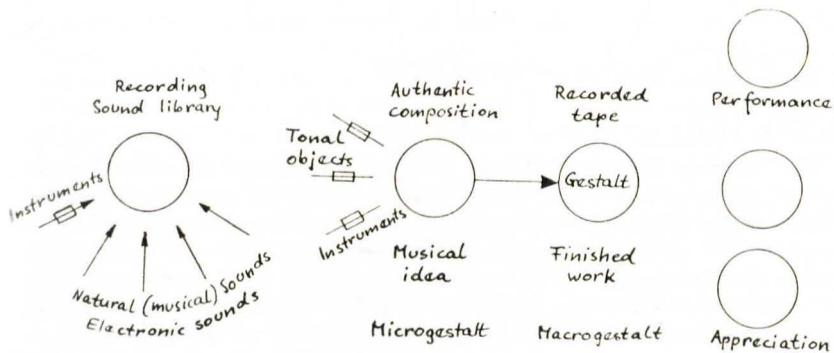 Recording
Sound library
Instruments
Natural (musical) Sounds
Electronic sounds
Tonal
objects
Instruments
Authentic
composition
Musical
idea
Microgestalt
Recorded
tape
Gestalt
Finished
work
Macrogestalt
Performance
Appreciation